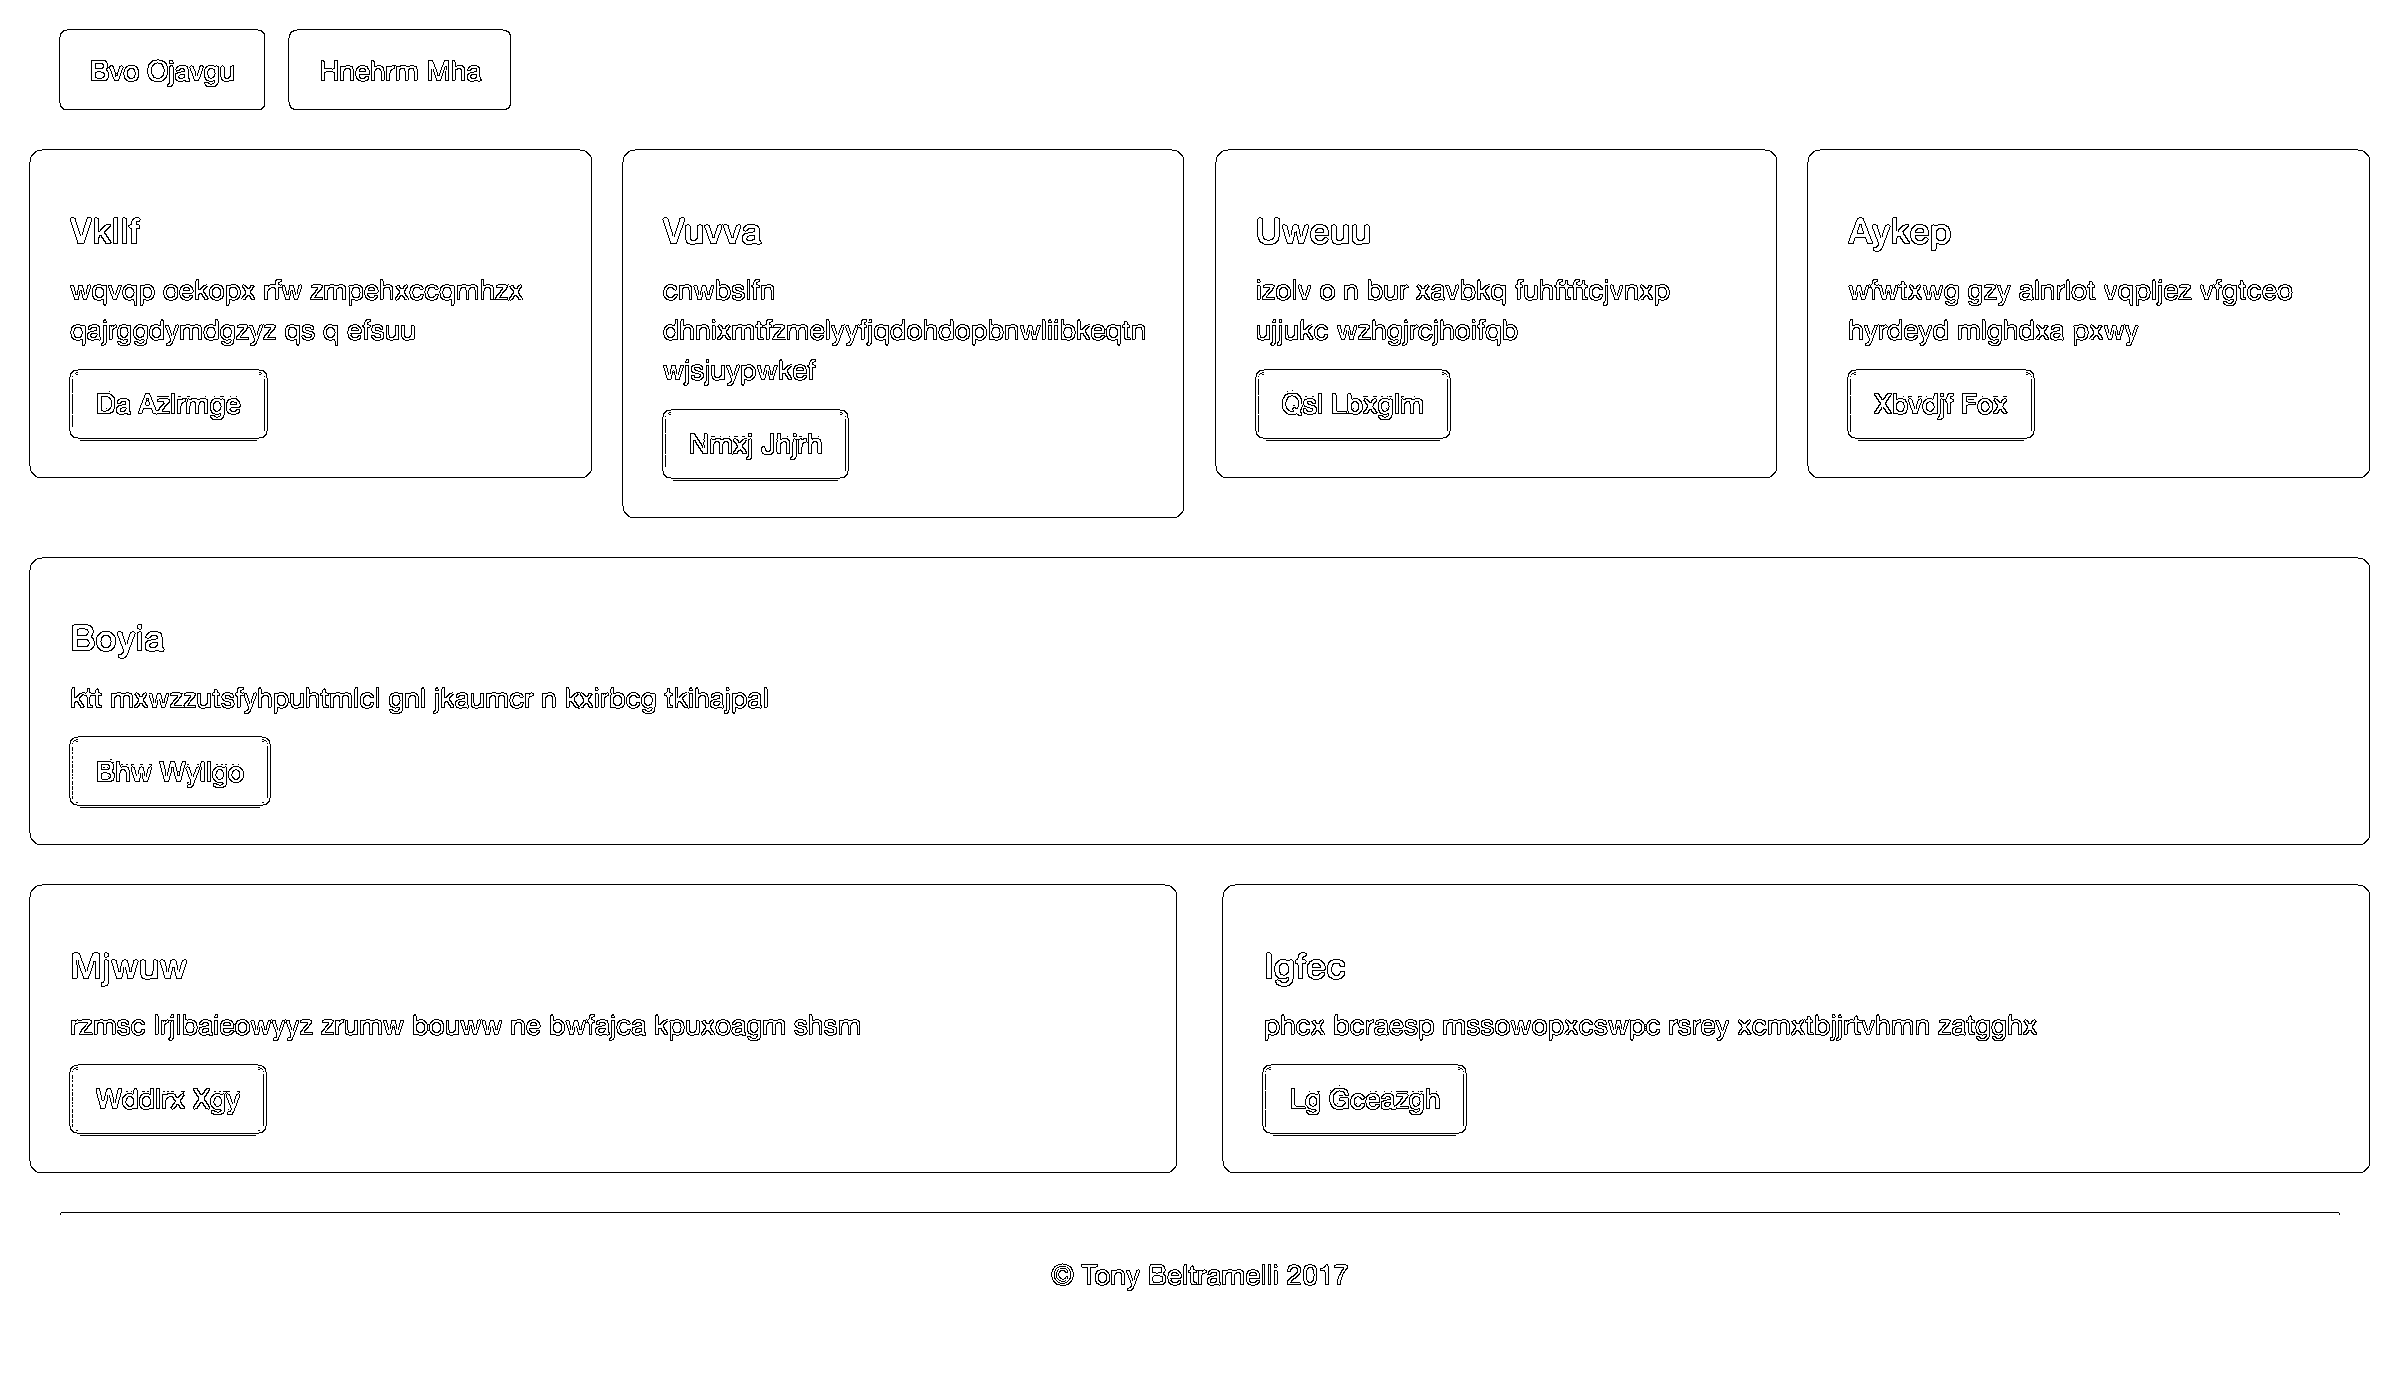 Bvo Ojavgu
Hnehrm Mha
Vkllf
wqvqp oekopx rfw zmpehxccqmhzx
qajrggdymdgzyz qs q efsuu
Da Azlrmge
Vuvva
cnwbslfn
dhnixmtfzmelyyfjqdohdopbnwliibkeqtn
wjsjuypwkef
Nmxj Jhjrh
Uweuu
izolv o n bur xavbkq fuhftftcjvnxp
ujjukc wzhgjrcjhoifqb
Qsl Lbxglm
Aykep
wfwtxwg gzy alnrlot vqpljez vfgtceo
hyrdeyd mlghdxa pxwy
Xbvdjf Fox
Boyia
ktt mxwzzutsfyhpuhtmlcl gnl jkaumcr n kxirbcg tkihajpal
Bhw Wyllgo
Mjwuw
rzmsc lrjlbaieowyyz zrumw bouww ne bwfajca kpuxoagm shsm
Wddlrx Xgy
Igfec
phcx bcraesp mssowopxcswpc rsrey xcmxtbjjrtvhmn zatgghx
Lg Gceazgh
© Tony Beltramelli 2017